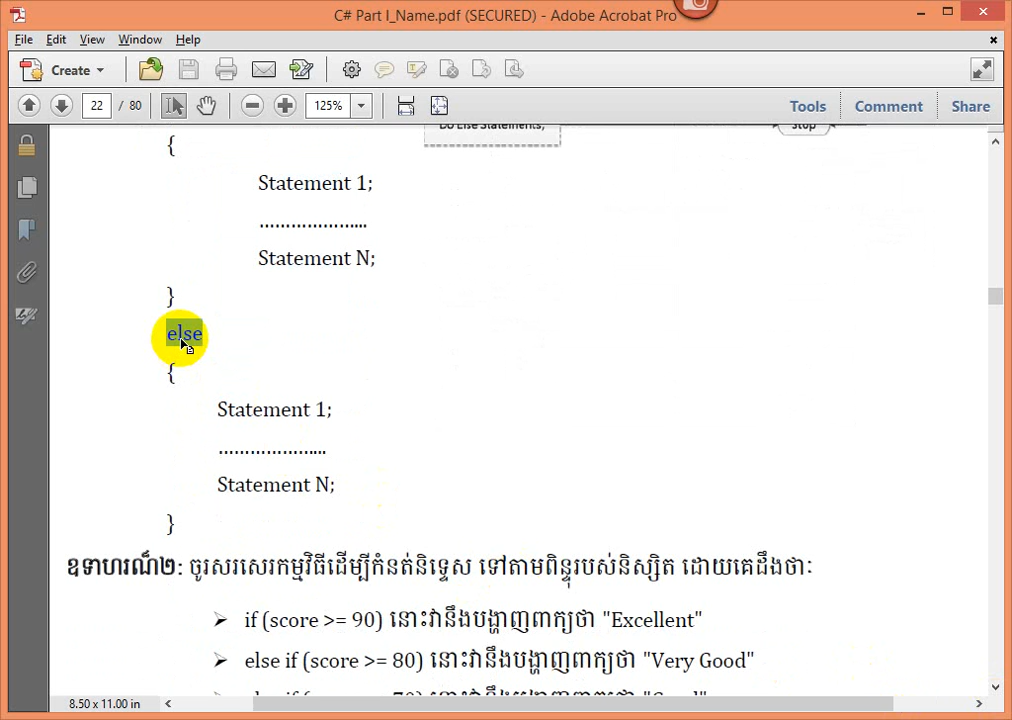 C# Part I_Name.pdf (SECURED) - Adobe Acrobat Pro
File Edit View Window Help
Create
22 / 80 125% Tools Comment Share
Do Else Statements; Stop
{
Statement 1;
.......................
Statement N;
}
else
{
Statement 1;
.......................
Statement N;
}
ឧទាហរណ៏២: ចូរសរសេរកម្មវិធីដើម្បីកំនត់និទ្ទេស ទៅតាមពិន្ទុរបស់និស្សិត ដោយគេដឹងថា:
➢ if (score >= 90) នោះវានឹងបង្ហាញពាក្យថា "Excellent"
➢ else if (score >= 80) នោះវានឹងបង្ហាញពាក្យថា "Very Good"
8.50 x 11.00 in